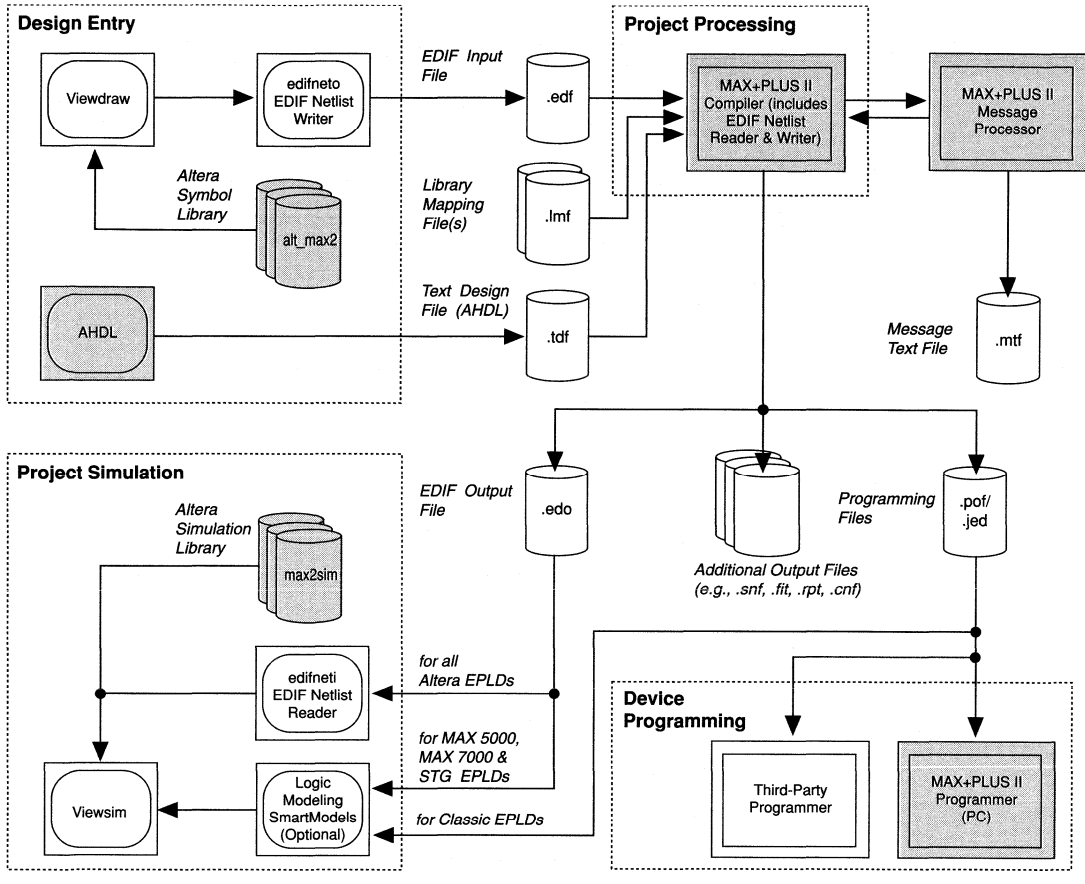 Design Entry
Viewdraw
edifneto
EDIF Netlist
Writer
Altera
Symbol
Library
alt_max2
AHDL
EDIF Input
File
.edf
Library
Mapping
File(s)
.lmf
Text Design
File (AHDL)
.tdf
Project Processing
MAX+PLUS II
Compiler (includes
EDIF Netlist
Reader & Writer)
MAX+PLUS II
Message
Processor
Message
Text File
.mtf
Project Simulation
Altera
Simulation
Library
max2sim
edifneti
EDIF Netlist
Reader
Viewsim
Logic
Modeling
SmartModels
(Optional)
EDIF Output
File
.edo
for all
Altera EPLDs
for MAX 5000,
MAX 7000 &
STG EPLDs
for Classic EPLDs
Additional Output Files
(e.g., .snf, .fit, .rpt, .cnf)
Programming
Files
.pof/
.jed
Device
Programming
Third-Party
Programmer
MAX+PLUS II
Programmer
(PC)